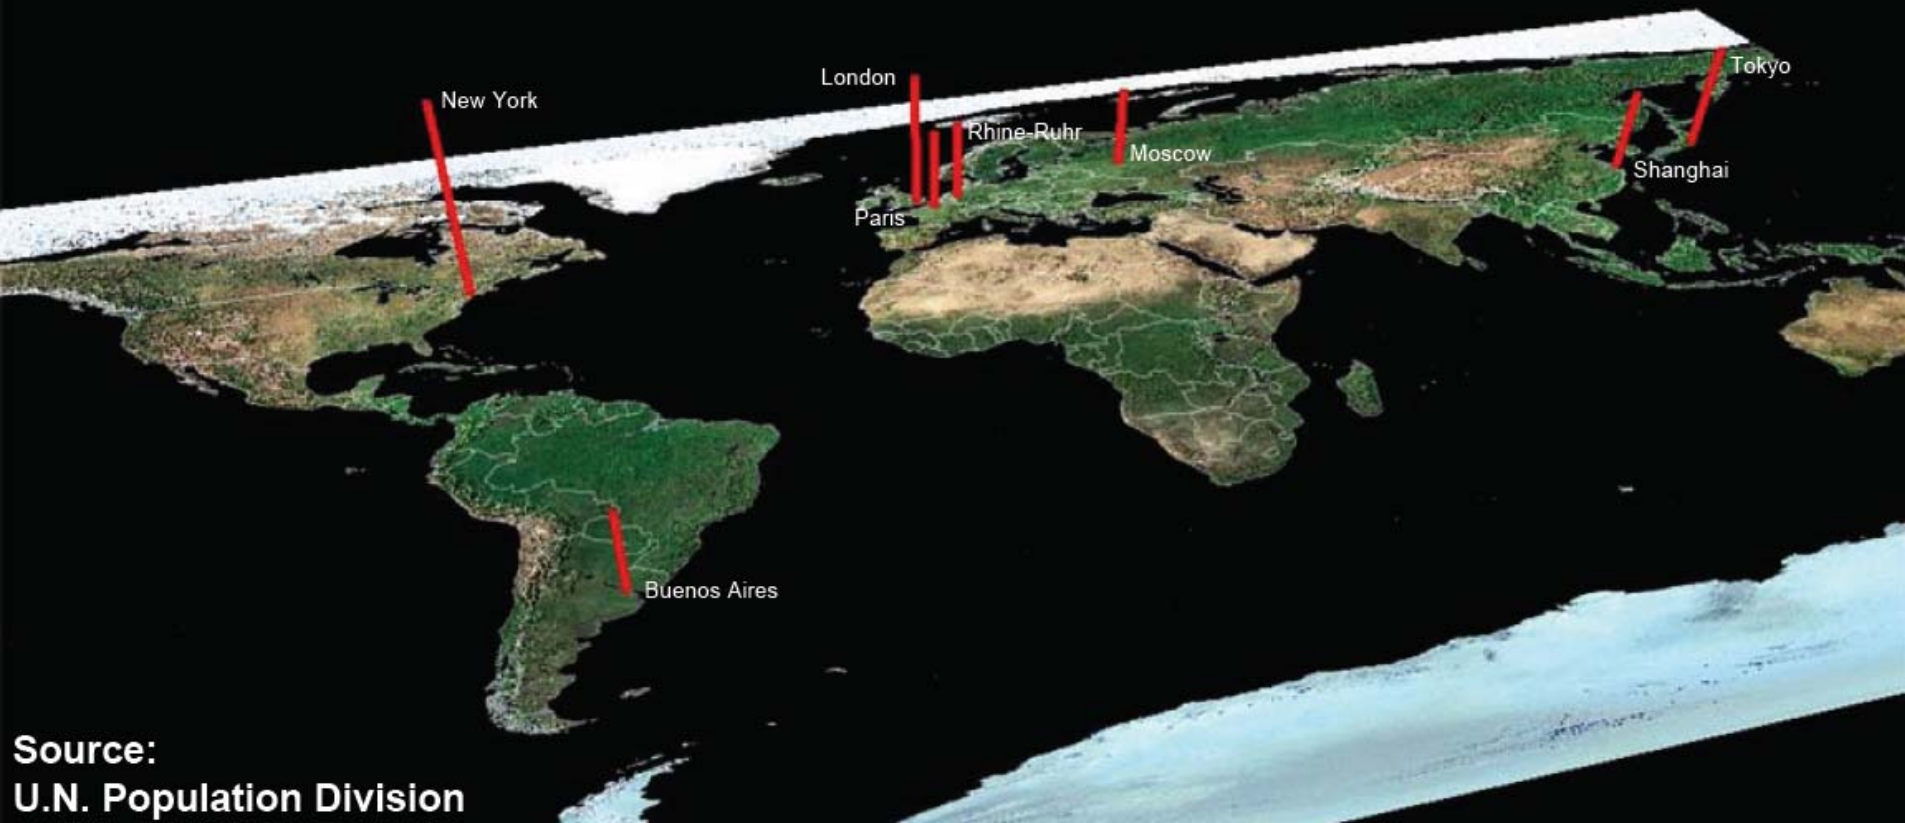 New York
London
Tokyo
Rhine-Ruhr
Moscow
Shanghai
Paris
Buenos Aires
Source:
U.N. Population Division